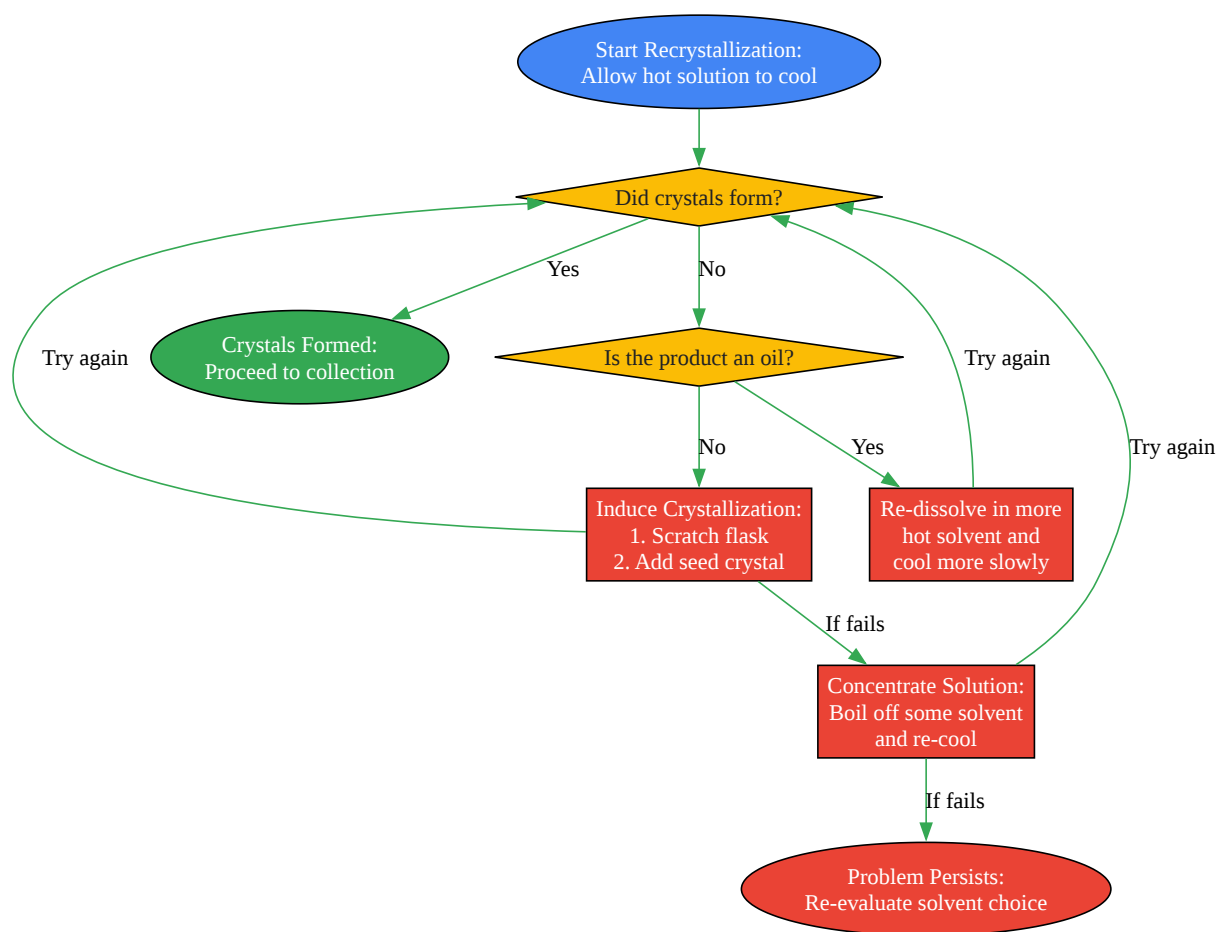 Start Recrystallization:
Allow hot solution to cool
Did crystals form?
Yes
No
Crystals Formed:
Proceed to collection
Is the product an oil?
Try again
Try again
No
Yes
Try again
Induce Crystallization:
1. Scratch flask
2. Add seed crystal
Re-dissolve in more
hot solvent and
cool more slowly
If fails
Concentrate Solution:
Boil off some solvent
and re-cool
If fails
Problem Persists:
Re-evaluate solvent choice